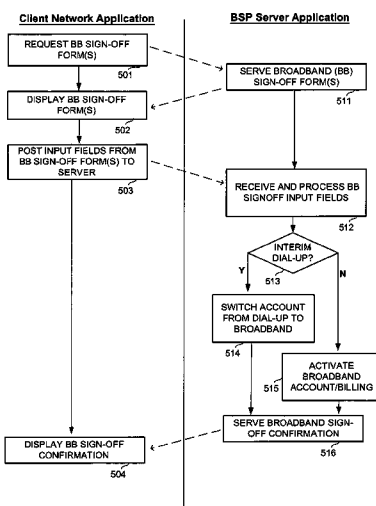 Client Network Application
BSP Server Application
REQUEST BB SIGN-OFF
FORM(S)
501
SERVE BROADBAND (BB)
SIGN-OFF FORM(S)
511
DISPLAY BB SIGN-OFF
FORM(S)
502
POST INPUT FIELDS FROM
BB SIGN-OFF FORM(S) TO
SERVER
503
RECEIVE AND PROCESS BB
SIGNOFF INPUT FIELDS
512
INTERIM
DIAL-UP?
513
Y
N
SWITCH ACCOUNT
FROM DIAL-UP TO
BROADBAND
514
ACTIVATE
BROADBAND
ACCOUNT/BILLING
515
SERVE BROADBAND SIGN-
OFF CONFIRMATION
516
DISPLAY BB SIGN-OFF
CONFIRMATION
504